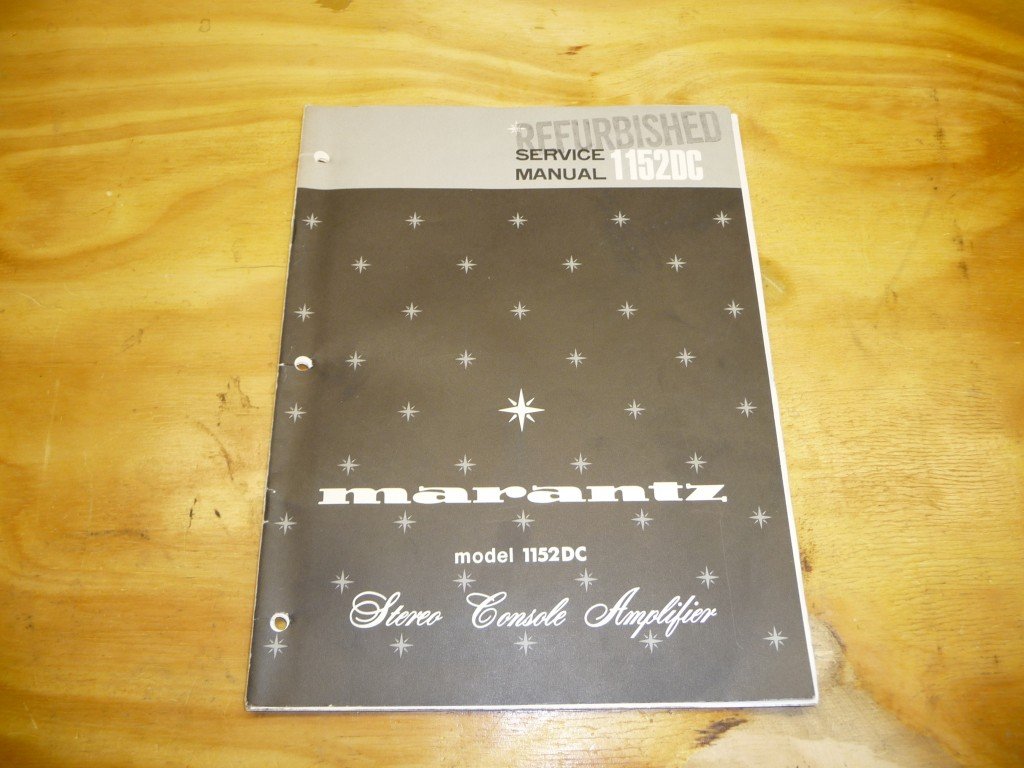 REFURBISHED
SERVICE
MANUAL 1152DC
marantz
model 1152DC
Stereo Console Amplifier